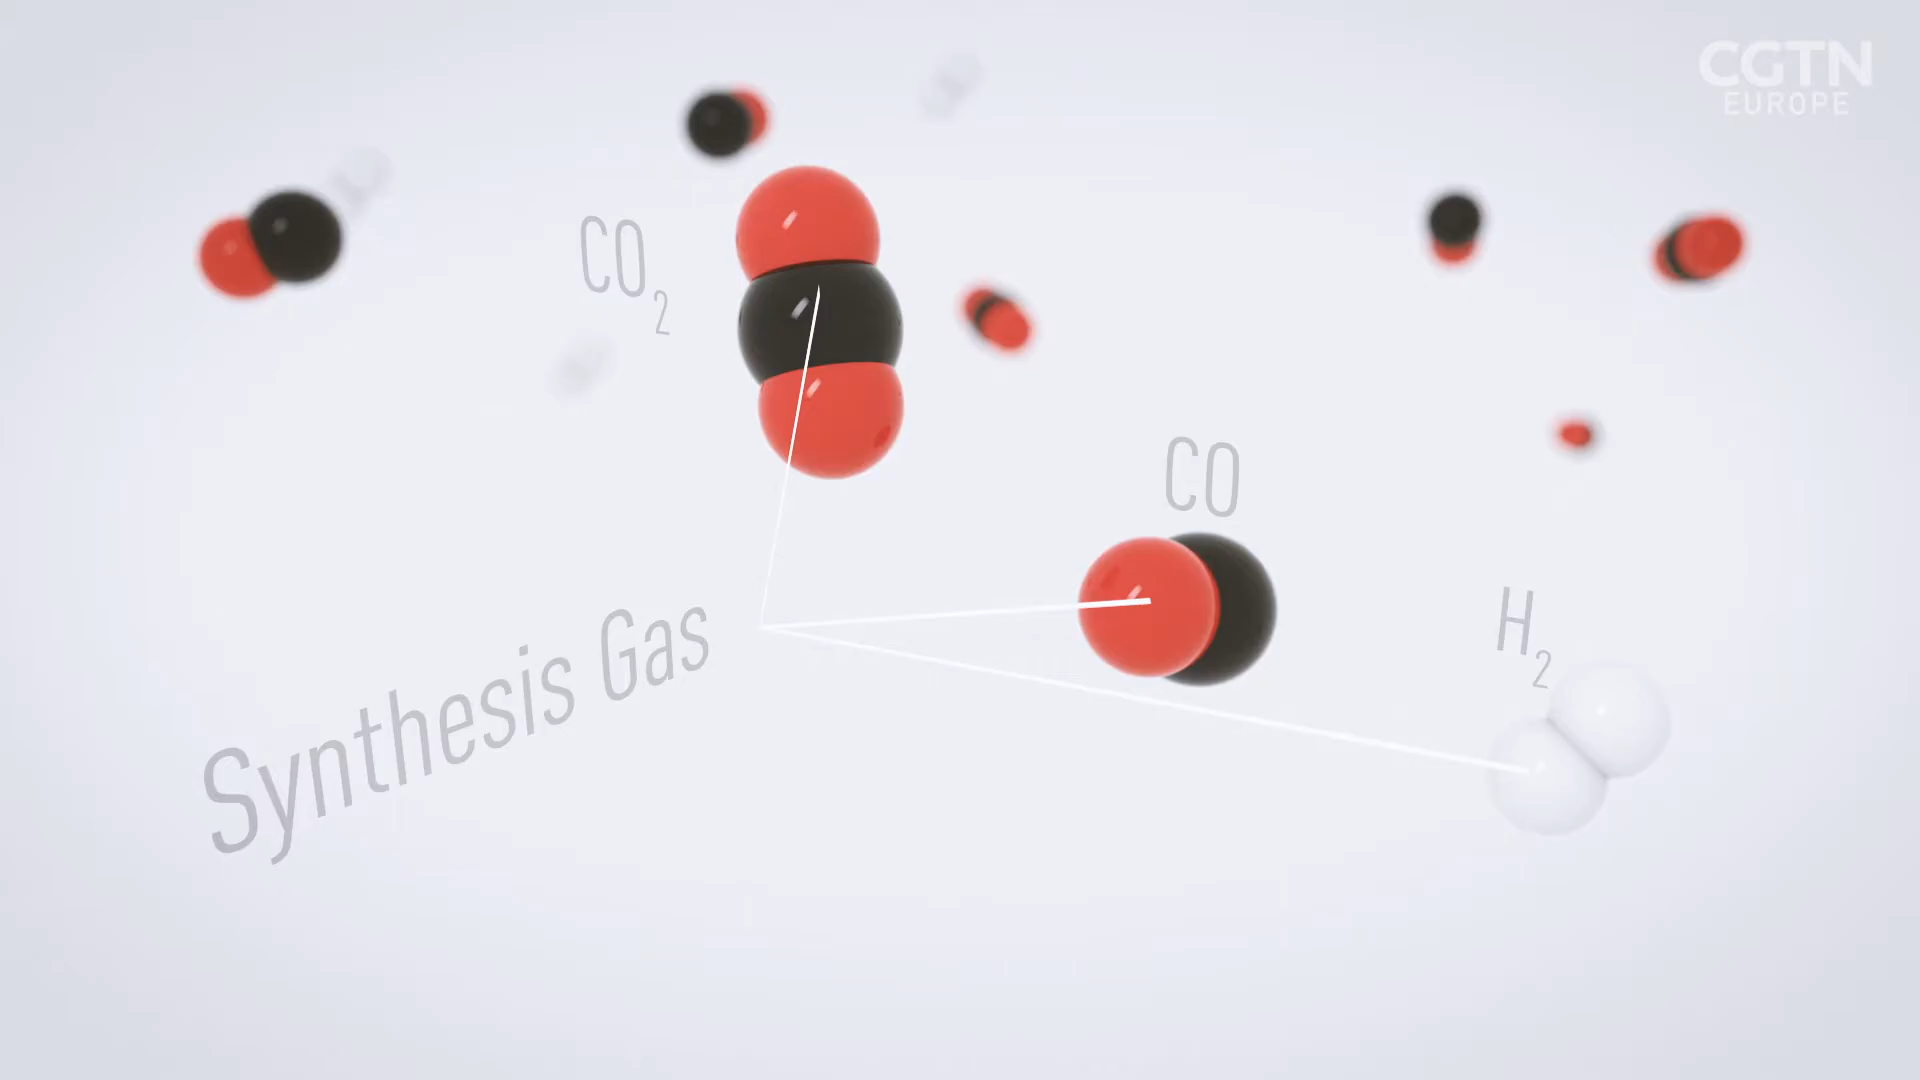 CGTN
EUROPE
CO2
CO
H2
Synthesis Gas